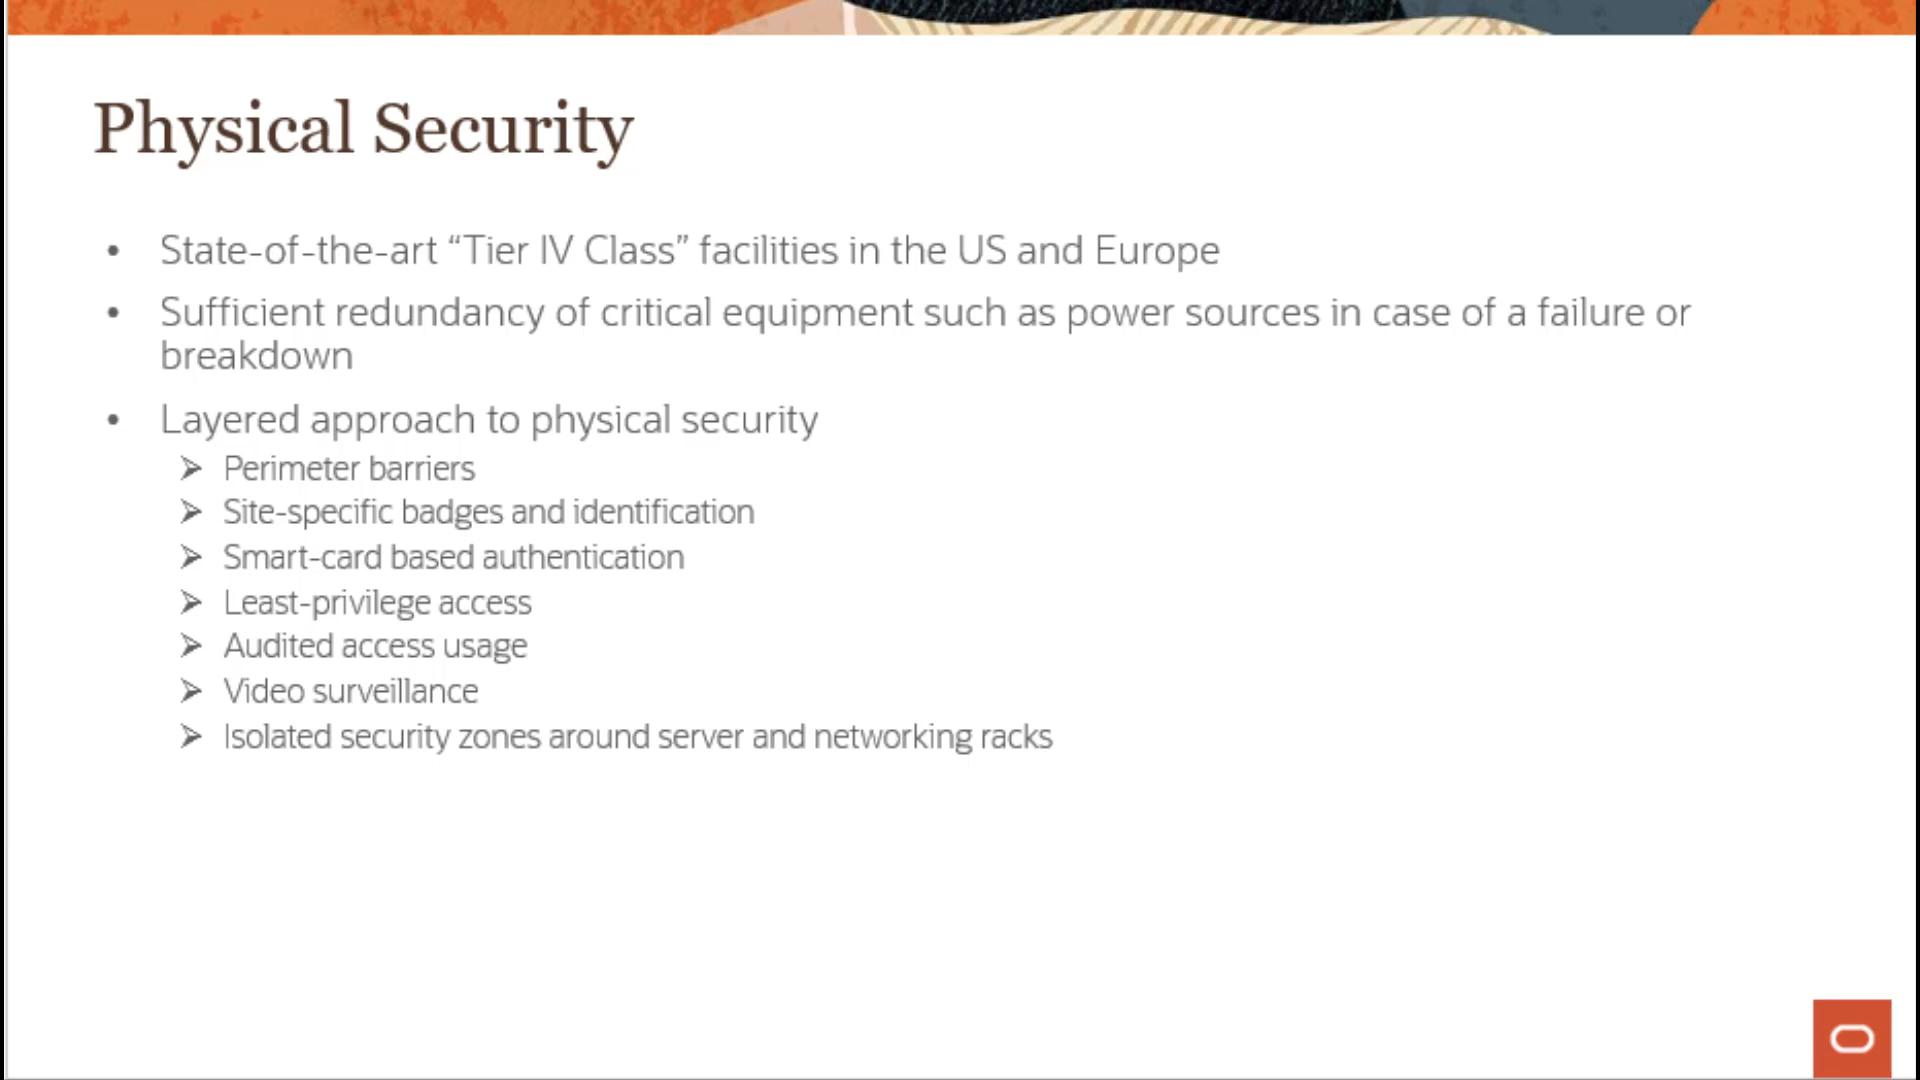 Physical Security
• State-of-the-art “Tier IV Class” facilities in the US and Europe
• Sufficient redundancy of critical equipment such as power sources in case of a failure or
breakdown
• Layered approach to physical security
➢ Perimeter barriers
➢ Site-specific badges and identification
➢ Smart-card based authentication
➢ Least-privilege access
➢ Audited access usage
➢ Video surveillance
➢ Isolated security zones around server and networking racks